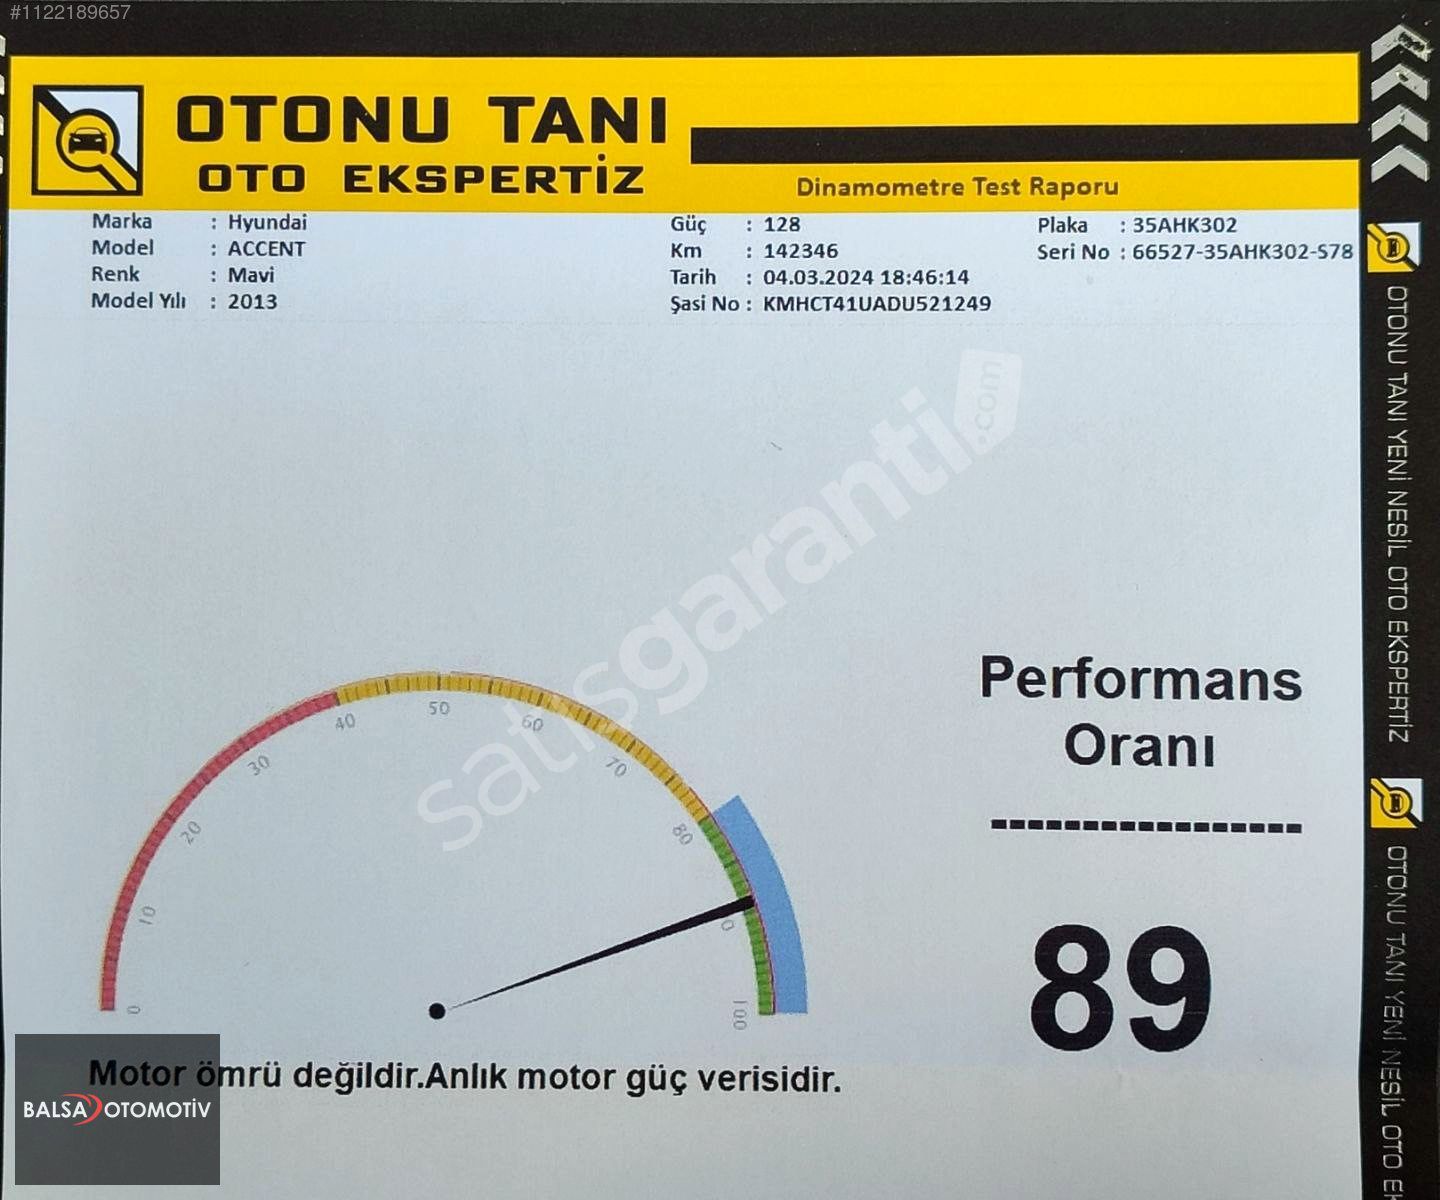 #1122189657
OTONU TANI
OTO EKSPERTİZ
Dinamometre Test Raporu
Marka : Hyundai
Model : ACCENT
Renk : Mavi
Model Yılı : 2013
Güç : 128
Km : 142346
Tarih : 04.03.2024 18:46:14
Şasi No : KMHCT41UADU521249
Plaka : 35AHK302
Seri No : 66527-35AHK302-S78
satısgaranti.com
0
10
20
30
40
50
60
70
80
100
Performans
Oranı
-----------------
89
Motor ömrü değildir.Anlık motor güç verisidir.
BALSA OTOMOTİV
OTONU TANI YENİ NESİL OTO EKSPERTİZ
OTONU TANI YENİ NESİL OTO